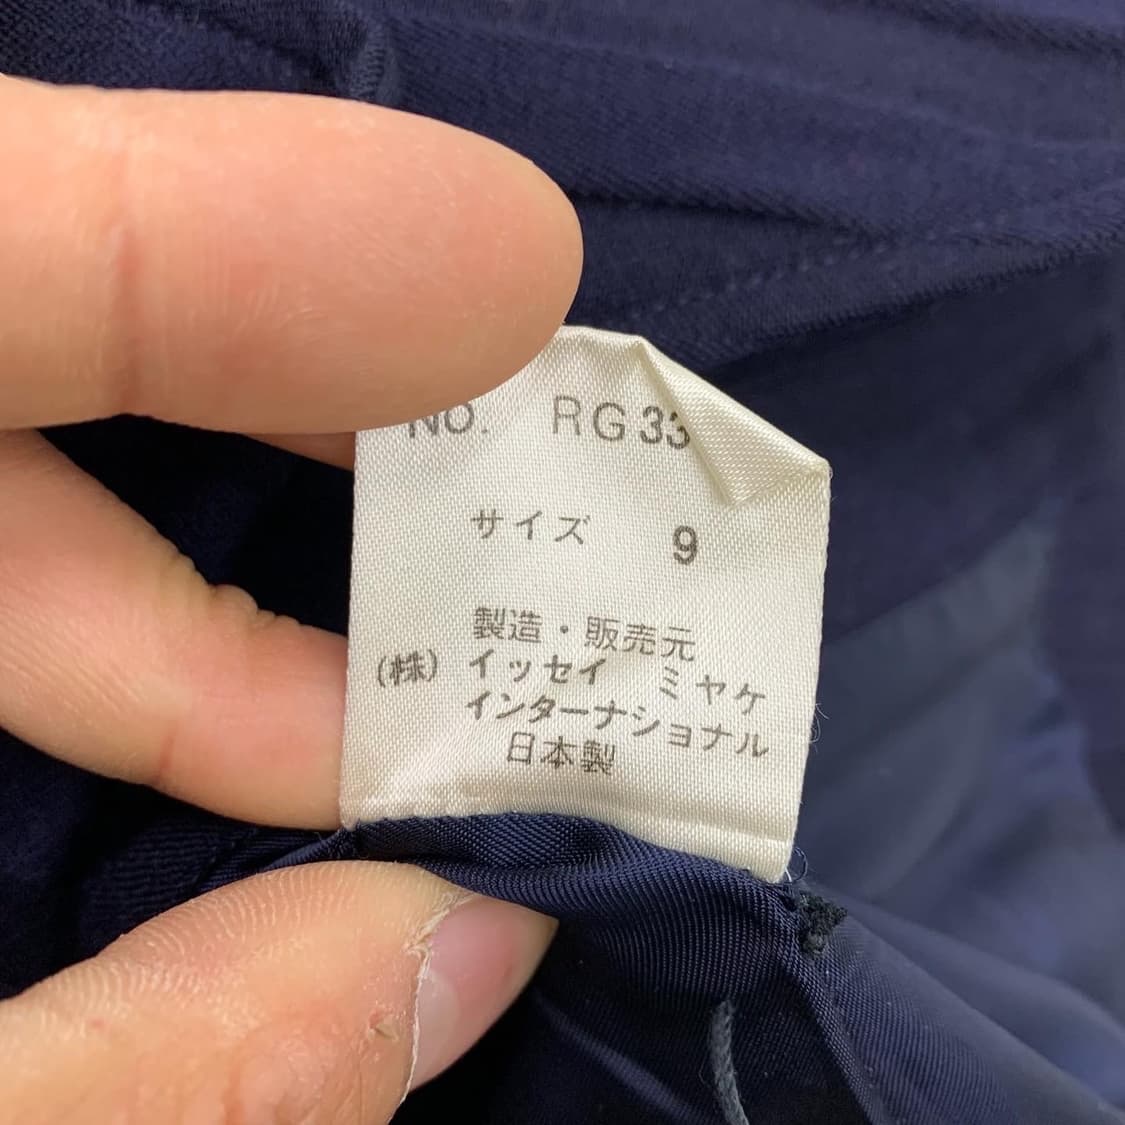 NO. RG33
サイズ 9
製造・販売元
(株) イッセイ ミヤケ
インターナショナル
日本製